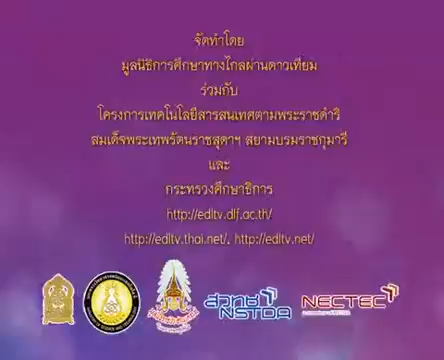 จัดทำโดย
มูลนิธิการศึกษาทางไกลผ่านดาวเทียม
ร่วมกับ
โครงการเทคโนโลยีสารสนเทศตามพระราชดำริ
สมเด็จพระเทพรัตนราชสุดาฯ สยามบรมราชกุมารี
และ
กระทรวงศึกษาธิการ
http://edltv.dlf.ac.th/
http://edltv.thai.net/, http://edltv.net/
สวทช NSTDA
NECTEC